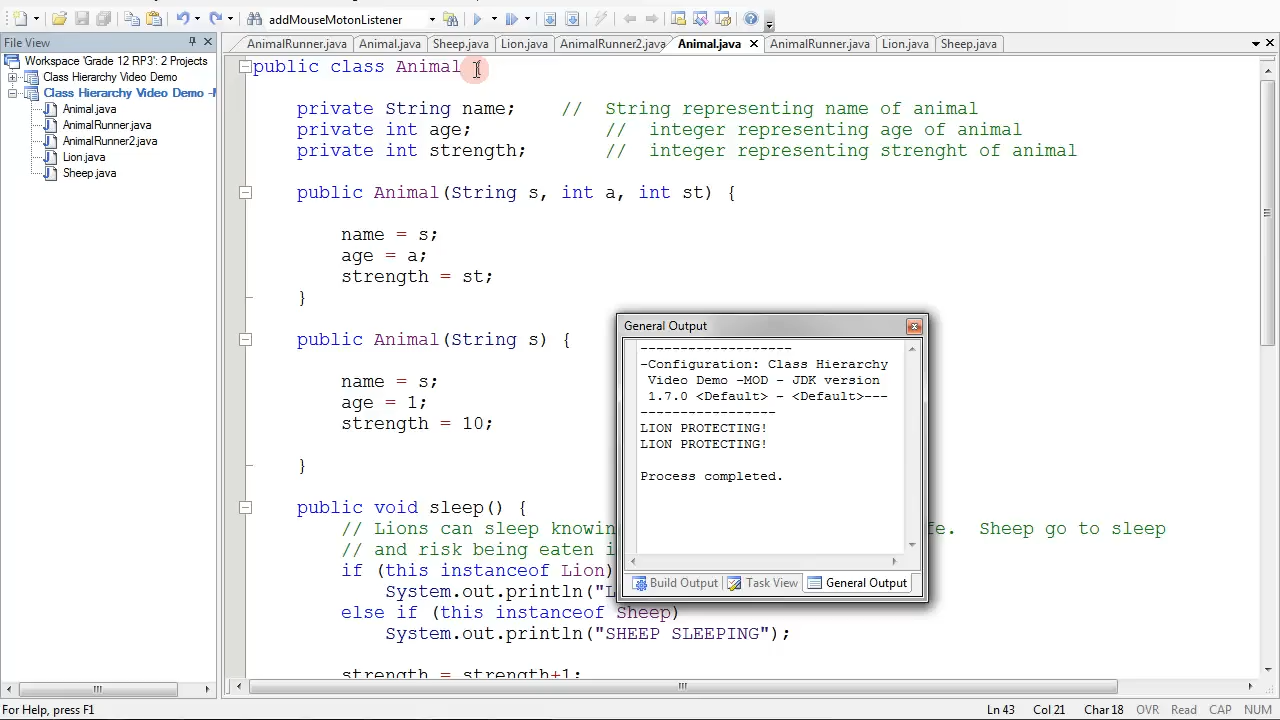 addMouseMotonListener
File View
AnimalRunner.java Animal.java Sheep.java Lion.java AnimalRunner2.java Animal.java AnimalRunner.java Lion.java Sheep.java
Workspace 'Grade 12 RP3': 2 Projects
Class Hierarchy Video Demo
Class Hierarchy Video Demo -M
Animal.java
AnimalRunner.java
AnimalRunner2.java
Lion.java
Sheep.java
public class Animal {
private String name; // String representing name of animal
private int age; // integer representing age of animal
private int strength; // integer representing strenght of animal
public Animal(String s, int a, int st) {
name = s;
age = a;
strength = st;
}
public Animal(String s) {
name = s;
age = 1;
strength = 10;
}
public void sleep() {
// Lions can sleep knowin fe. Sheep go to sleep
// and risk being eaten i
if (this instanceof Lion)
System.out.println("L
else if (this instanceof Sheep)
System.out.println("SHEEP SLEEPING");
strength = strength+1;
General Output
-------------------
-Configuration: Class Hierarchy
Video Demo -MOD - JDK version
1.7.0 <Default> - <Default>---
-----------------
LION PROTECTING!
LION PROTECTING!
Process completed.
Build Output Task View General Output
For Help, press F1
Ln 43 Col 21 Char 18 OVR Read CAP NUM